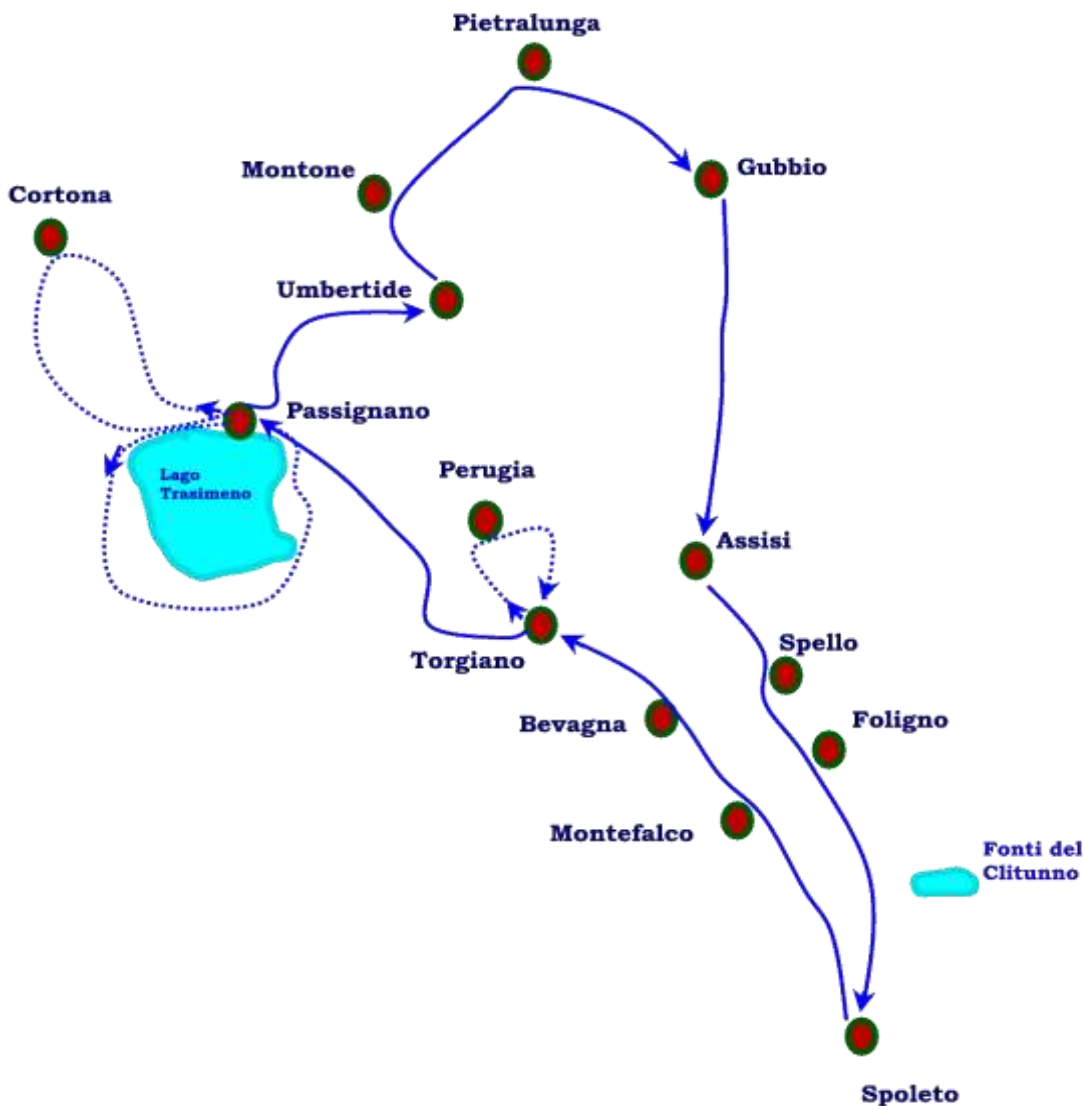 Pietralunga
Montone
Gubbio
Cortona
Umbertide
Passignano
Lago
Trasimeno
Perugia
Assisi
Torgiano
Spello
Bevagna
Foligno
Montefalco
Fonti del
Clitunno
Spoleto